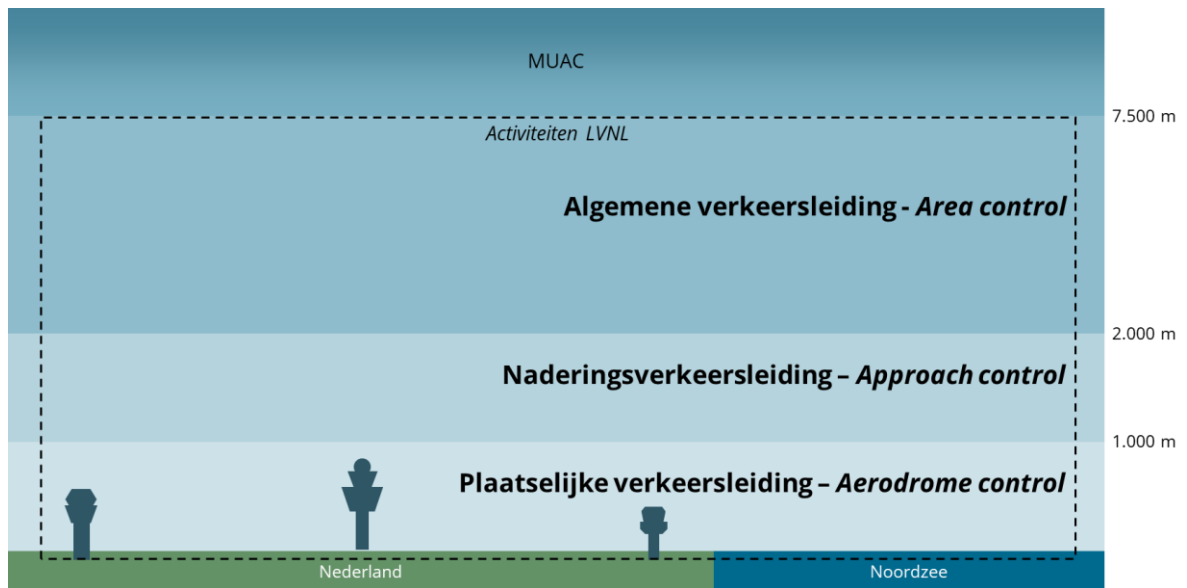 MUAC
7.500 m
Activiteiten LVNL
Algemene verkeersleiding - Area control
2.000 m
Naderingsverkeersleiding – Approach control
1.000 m
Plaatselijke verkeersleiding – Aerodrome control
Nederland
Noordzee